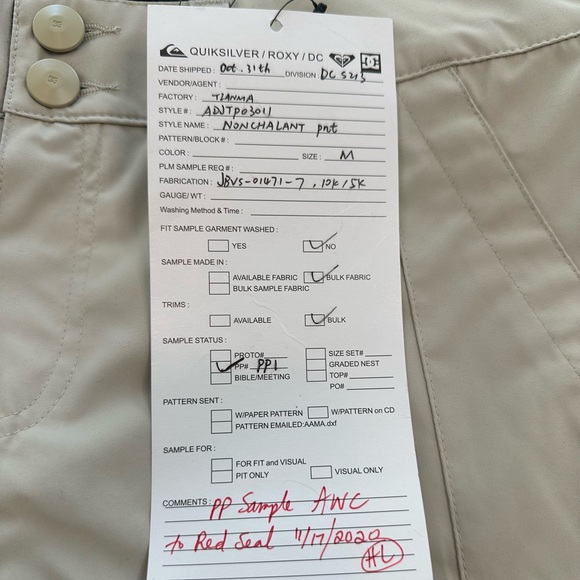 QUIKSILVER / ROXY / DC
DATE SHIPPED : Oct. 31th DIVISION : DC S213
VENDOR/AGENT :
FACTORY : TIANMA
STYLE # : ADJTP03011
STYLE NAME : NONCHALANT pnt
PATTERN/BLOCK # :
COLOR : SIZE : M
PLM SAMPLE REQ # :
FABRICATION : JBVS-01471-7, 10K/5K
GAUGE/ WT :
Washing Method & Time :
FIT SAMPLE GARMENT WASHED :
YES NO
SAMPLE MADE IN :
AVAILABLE FABRIC BULK FABRIC
BULK SAMPLE FABRIC
TRIMS :
AVAILABLE BULK
SAMPLE STATUS :
PROTO# SIZE SET#
PP# PP1 GRADED NEST
BIBLE/MEETING TOP#
PO#
PATTERN SENT :
W/PAPER PATTERN W/PATTERN on CD
PATTERN EMAILED:AAMA.dxf
SAMPLE FOR :
FOR FIT and VISUAL
PIT ONLY VISUAL ONLY
COMMENTS : PP Sample AWC
to Red Seal 11/17/2020
HL